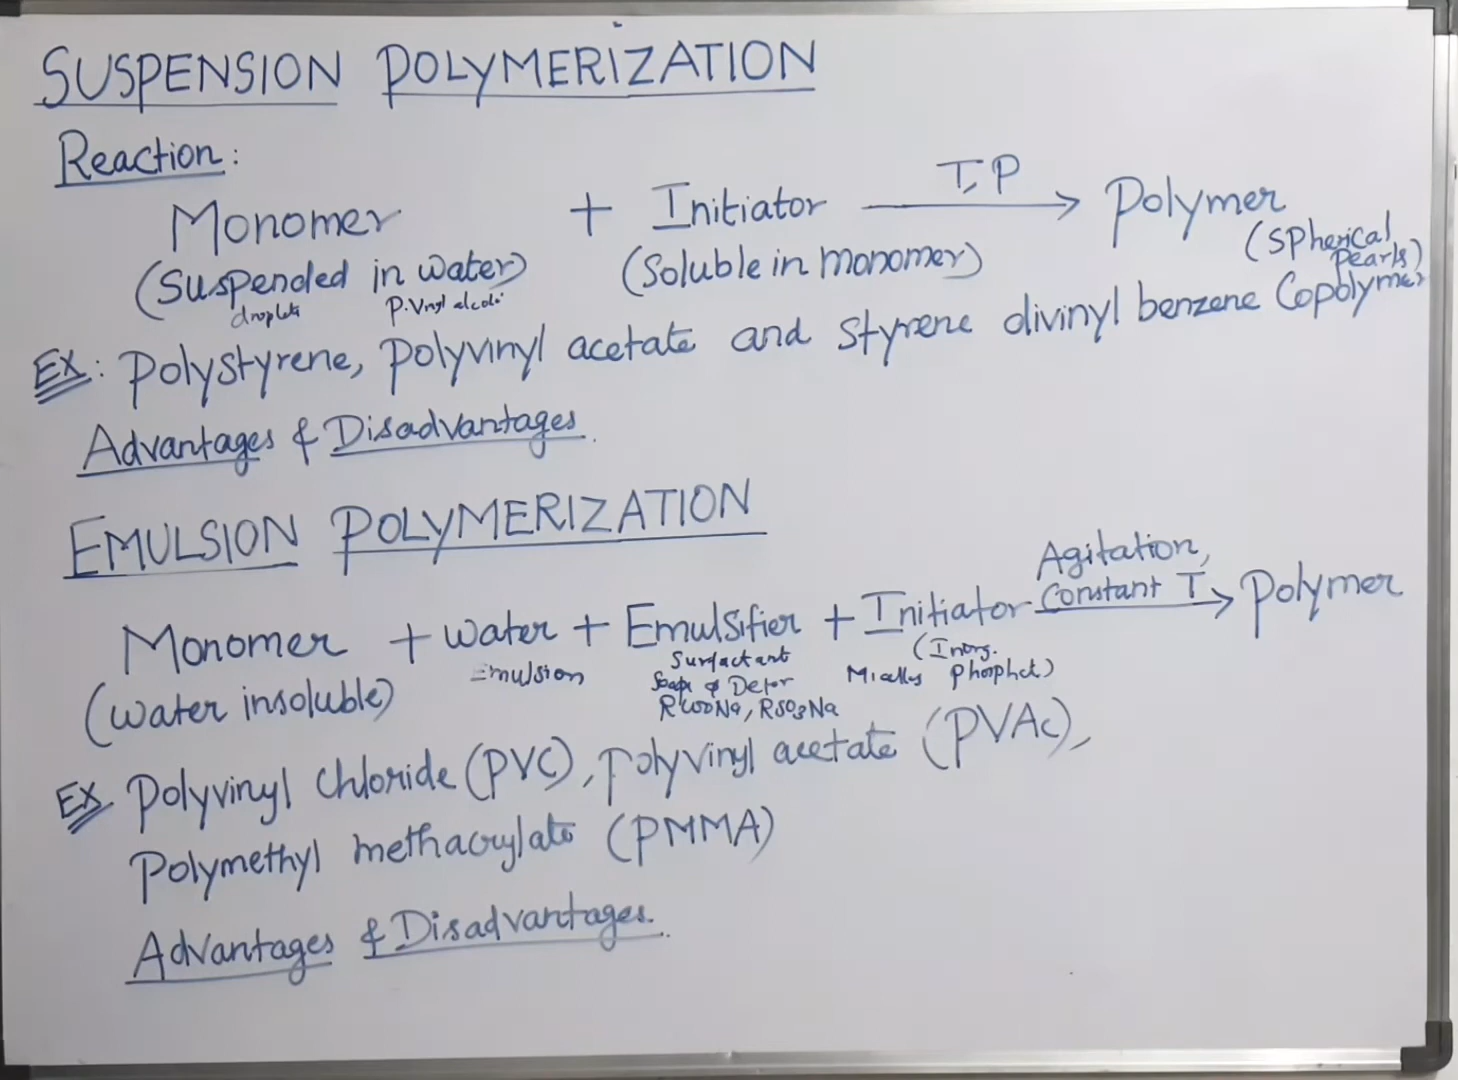 SUSPENSION POLYMERIZATION
Reaction:
Monomer + Initiator T,P → Polymer
(Suspended in water) (Soluble in monomer) (Spherical pearls)
droplets P.Vnyl alcohol
EX: Polystyrene, Polyvinyl acetate and styrene divinyl benzene Copolymer
Advantages & Disadvantages.
EMULSION POLYMERIZATION
Agitation,
Monomer + Water + Emulsifier + Initiator Constant T → Polymer
(Water insoluble) Emulsion Surfactant (Inorg.
Soaps & Deter Micelles Phosphet)
RCOONa, RSO3Na
EX Polyvinyl chloride (PVC), Polyvinyl acetate (PVAc),
Polymethyl methacrylate (PMMA)
Advantages & Disadvantages.